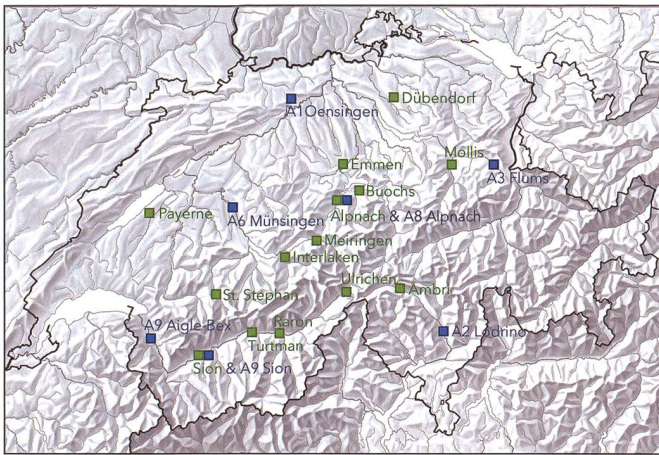 Dübendorf
A1Oensingen
Emmen
Mollis
A3 Flums
Buochs
Payerne
A6 Münsingen
Alpnach & A8 Alpnach
Meiringen
Interlaken
Ulrichen
Ambri
St. Stephan
A9 Aigle-Bex
Raron
Turtman
A2 Lodrino
Sion & A9 Sion